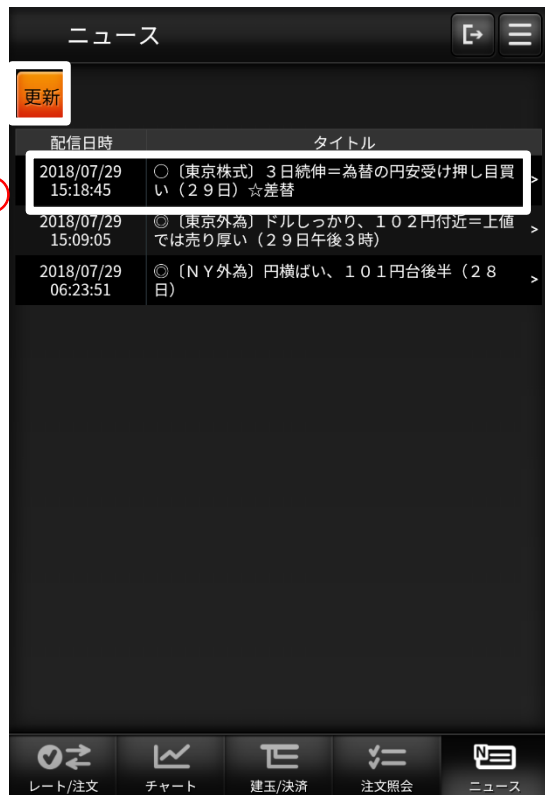 ニュース
更新
配信日時 タイトル
2018/07/29 ○〔東京株式〕３日続伸＝為替の円安受け押し目買
15:18:45 い（２９日）☆差替
2018/07/29 ◎〔東京外為〕ドルしっかり、１０２円付近＝上値
15:09:05 では売り厚い（２９日午後３時）
2018/07/29 ◎〔ＮＹ外為〕円横ばい、１０１円台後半（２８
06:23:51 日）
レート/注文 チャート 建玉/決済 注文照会 ニュース